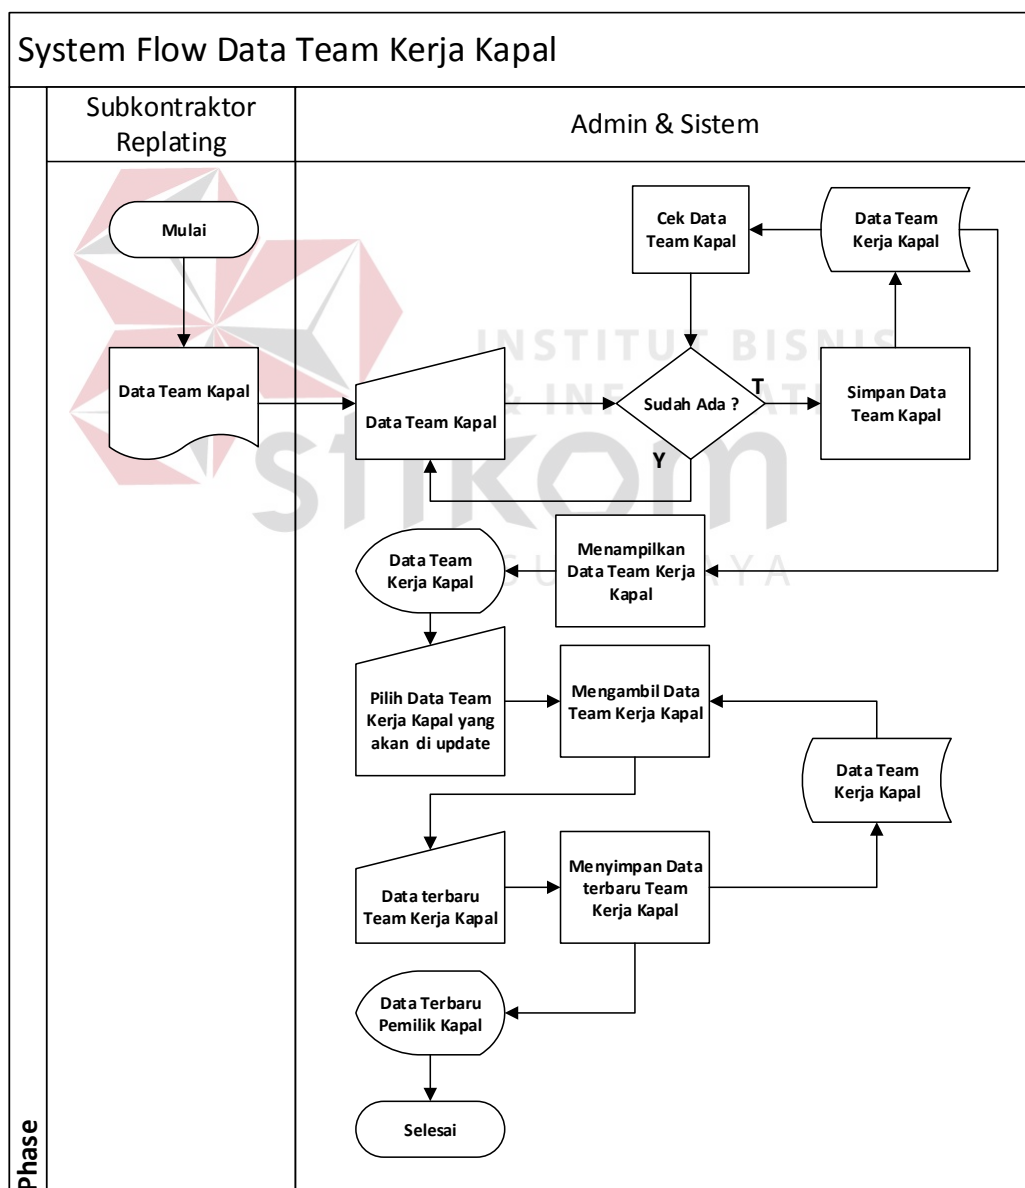 System Flow Data Team Kerja Kapal
Subkontraktor
Replating
Admin & Sistem
Phase
Mulai
Cek Data
Team Kapal
Data Team
Kerja Kapal
Data Team Kapal
Data Team Kapal
Sudah Ada ?
T
Y
Simpan Data
Team Kapal
INSTITUT BISNIS
& INF ATI
stikom
SU AYA
Data Team
Kerja Kapal
Menampilkan
Data Team Kerja
Kapal
Pilih Data Team
Kerja Kapal yang
akan di update
Mengambil Data
Team Kerja Kapal
Data Team
Kerja Kapal
Data terbaru
Team Kerja Kapal
Menyimpan Data
terbaru Team
Kerja Kapal
Data Terbaru
Pemilik Kapal
Selesai